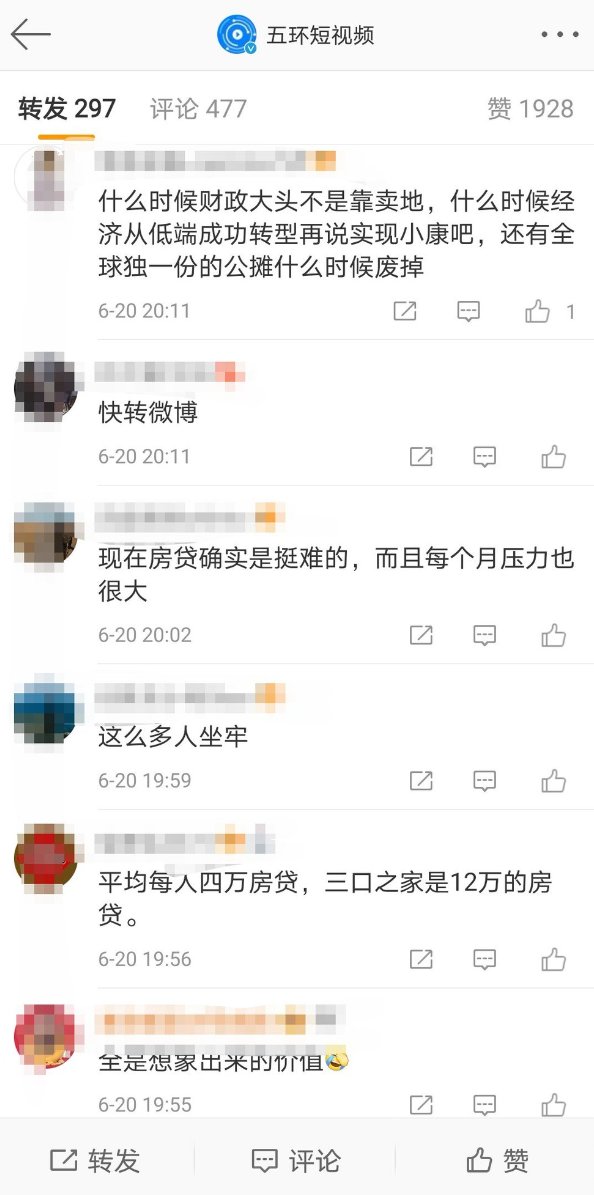 五环短视频
转发 297 评论 477 赞 1928
什么时候财政大头不是靠卖地，什么时候经
济从低端成功转型再说实现小康吧，还有全
球独一份的公摊什么时候废掉
6-20 20:11 1
快转微博
6-20 20:11
现在房贷确实是挺难的，而且每个月压力也
很大
6-20 20:02
这么多人坐牢
6-20 19:59
平均每人四万房贷，三口之家是12万的房
贷。
6-20 19:56
全是想象出来的价值🤣
6-20 19:55
转发 评论 赞